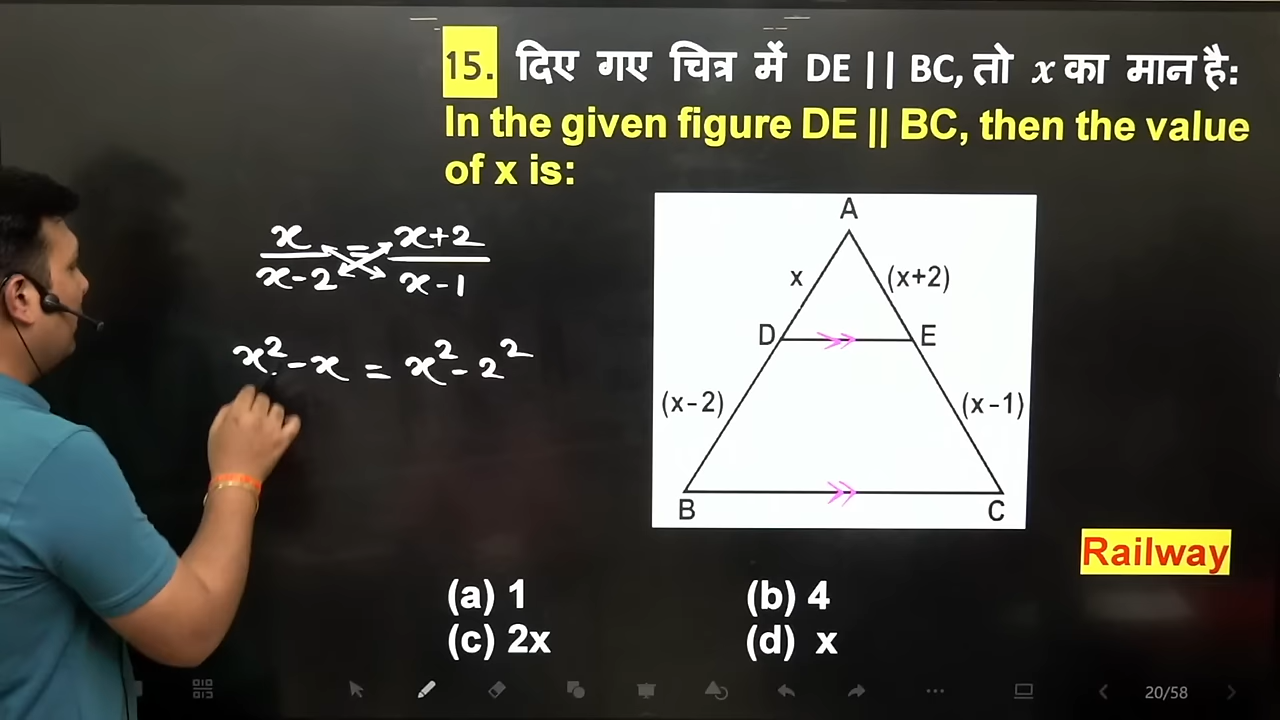 15. दिए गए चित्र में DE || BC, तो x का मान है:
In the given figure DE || BC, then the value
of x is:
x/x-2 = x+2/x-1
x² - x = x² - 2²
A
x
(x+2)
D
E
(x-2)
(x-1)
B
C
Railway
(a) 1
(b) 4
(c) 2x
(d) x
20/58